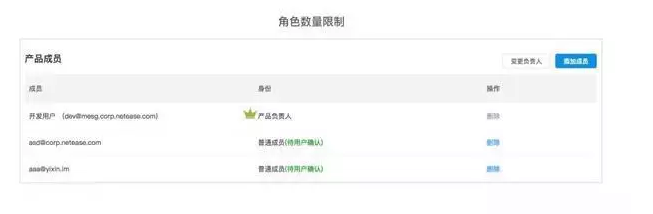 角色数量限制
产品成员 变更负责人 添加成员
成员 身份 操作
开发用户 (dev@mesg.corp.netease.com) 产品负责人 删除
asd@corp.netease.com 普通成员(待用户确认) 删除
aaa@yixin.im 普通成员(待用户确认) 删除